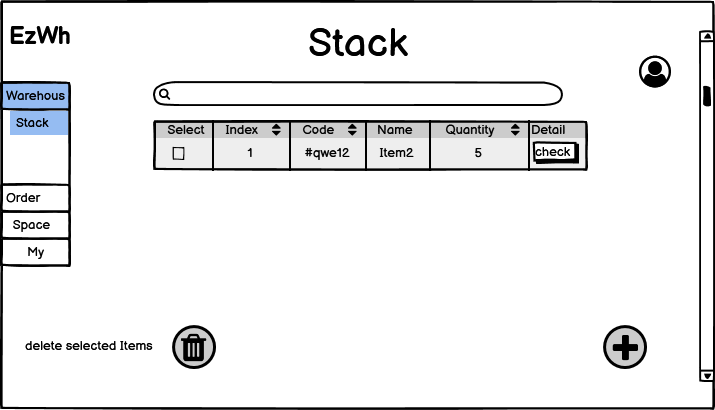 EzWh
Stack
Warehous
Stack
Order
Space
My
Select Index Code Name Quantity Detail
1 #qwe12 Item2 5 check
delete selected Items